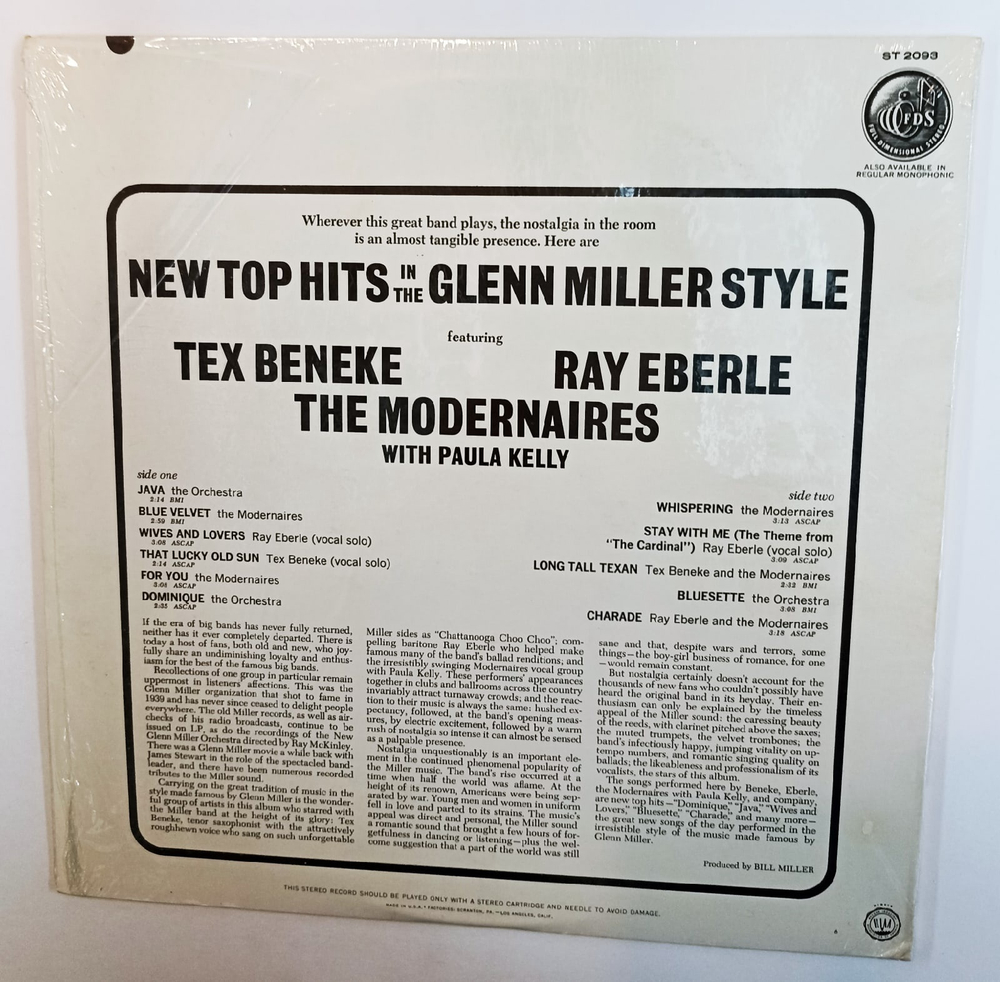 ST 2093
FDS
FULL DIMENSIONAL STEREO
ALSO AVAILABLE IN
REGULAR MONOPHONIC
Wherever this great band plays, the nostalgia in the room
is an almost tangible presence. Here are
NEW TOP HITS IN THE GLENN MILLER STYLE
featuring
TEX BENEKE RAY EBERLE
THE MODERNAIRES
WITH PAULA KELLY
side one
JAVA the Orchestra
2:14 BMI
BLUE VELVET the Modernaires
2:59 BMI
WIVES AND LOVERS Ray Eberle (vocal solo)
3:08 ASCAP
THAT LUCKY OLD SUN Tex Beneke (vocal solo)
2:14 ASCAP
FOR YOU the Modernaires
3:08 ASCAP
DOMINIQUE the Orchestra
2:35 ASCAP
side two
WHISPERING the Modernaires
3:13 ASCAP
STAY WITH ME (The Theme from
"The Cardinal") Ray Eberle (vocal solo)
3:09 ASCAP
LONG TALL TEXAN Tex Beneke and the Modernaires
2:32 BMI
BLUESETTE the Orchestra
3:08 BMI
CHARADE Ray Eberle and the Modernaires
3:18 ASCAP
If the era of big bands has never fully returned,
neither has it ever completely departed. There is
today a host of fans, both old and new, who joy-
fully share an undiminishing loyalty and enthus-
iasm for the best of the famous big bands.
Recollections of one group in particular remain
uppermost in listeners' affections. This was the
Glenn Miller organization that shot to fame in
1939 and has never since ceased to delight people
everywhere. The old Miller records, as well as air-
checks of his radio broadcasts, continue to be
issued on LP, as do the recordings of the New
Glenn Miller Orchestra directed by Ray McKinley.
There was a Glenn Miller movie a while back with
James Stewart in the role of the spectacled band-
leader, and there have been numerous recorded
tributes to the Miller sound.
Carrying on the great tradition of music in the
style made famous by Glenn Miller is the wonder-
ful group of artists in this album who starred with
the Miller band at the height of its glory: Tex
Beneke, tenor saxophonist with the attractively
roughhewn voice who sang on such unforgettable
Miller sides as "Chattanooga Choo Choo"; com-
pelling baritone Ray Eberle who helped make
famous many of the band's ballad renditions; and
the irresistibly swinging Modernaires vocal group
with Paula Kelly. These performers' appearances
together in clubs and ballrooms across the country
invariably attract turnaway crowds; and the reac-
tion to their music is always the same: hushed ex-
pectancy, followed, at the band's opening meas-
ures, by electric excitement, followed by a warm
rush of nostalgia so intense it can almost be sensed
as a palpable presence.
Nostalgia unquestionably is an important ele-
ment in the continued phenomenal popularity of
the Miller music. The band's rise occurred at a
time when half the world was aflame. At the
height of its renown, Americans were being sep-
arated by war. Young men and women in uniform
fell in love and parted to its strains. The music's
appeal was direct and personal, the Miller sound
a romantic sound that brought a few hours of for-
getfulness in dancing or listening—plus the wel-
come suggestion that a part of the world was still
sane and that, despite wars and terrors, some
things—the boy-girl business of romance, for one
—would remain constant.
But nostalgia certainly doesn't account for the
thousands of new fans who couldn't possibly have
heard the original band in its heyday. Their en-
thusiasm can only be explained by the timeless
appeal of the Miller sound: the caressing beauty
of the reeds, with clarinet pitched above the saxes;
the muted trumpets, the velvet trombones; the
band's infectiously happy, jumping vitality on up-
tempo numbers, and romantic singing quality on
ballads; the likeableness and professionalism of its
vocalists, the stars of this album.
The songs performed here by Beneke, Eberle,
the Modernaires with Paula Kelly, and company,
are new top hits—"Dominique," "Java," "Wives and
Lovers," "Bluesette," "Charade," and many more—
the great new songs of the day performed in the
irresistible style of the music made famous by
Glenn Miller.
Produced by BILL MILLER
THIS STEREO RECORD SHOULD BE PLAYED ONLY WITH A STEREO CARTRIDGE AND NEEDLE TO AVOID DAMAGE.
MADE IN U.S.A. • FACTORIES: SCRANTON, PA.—LOS ANGELES, CALIF.
RIAA